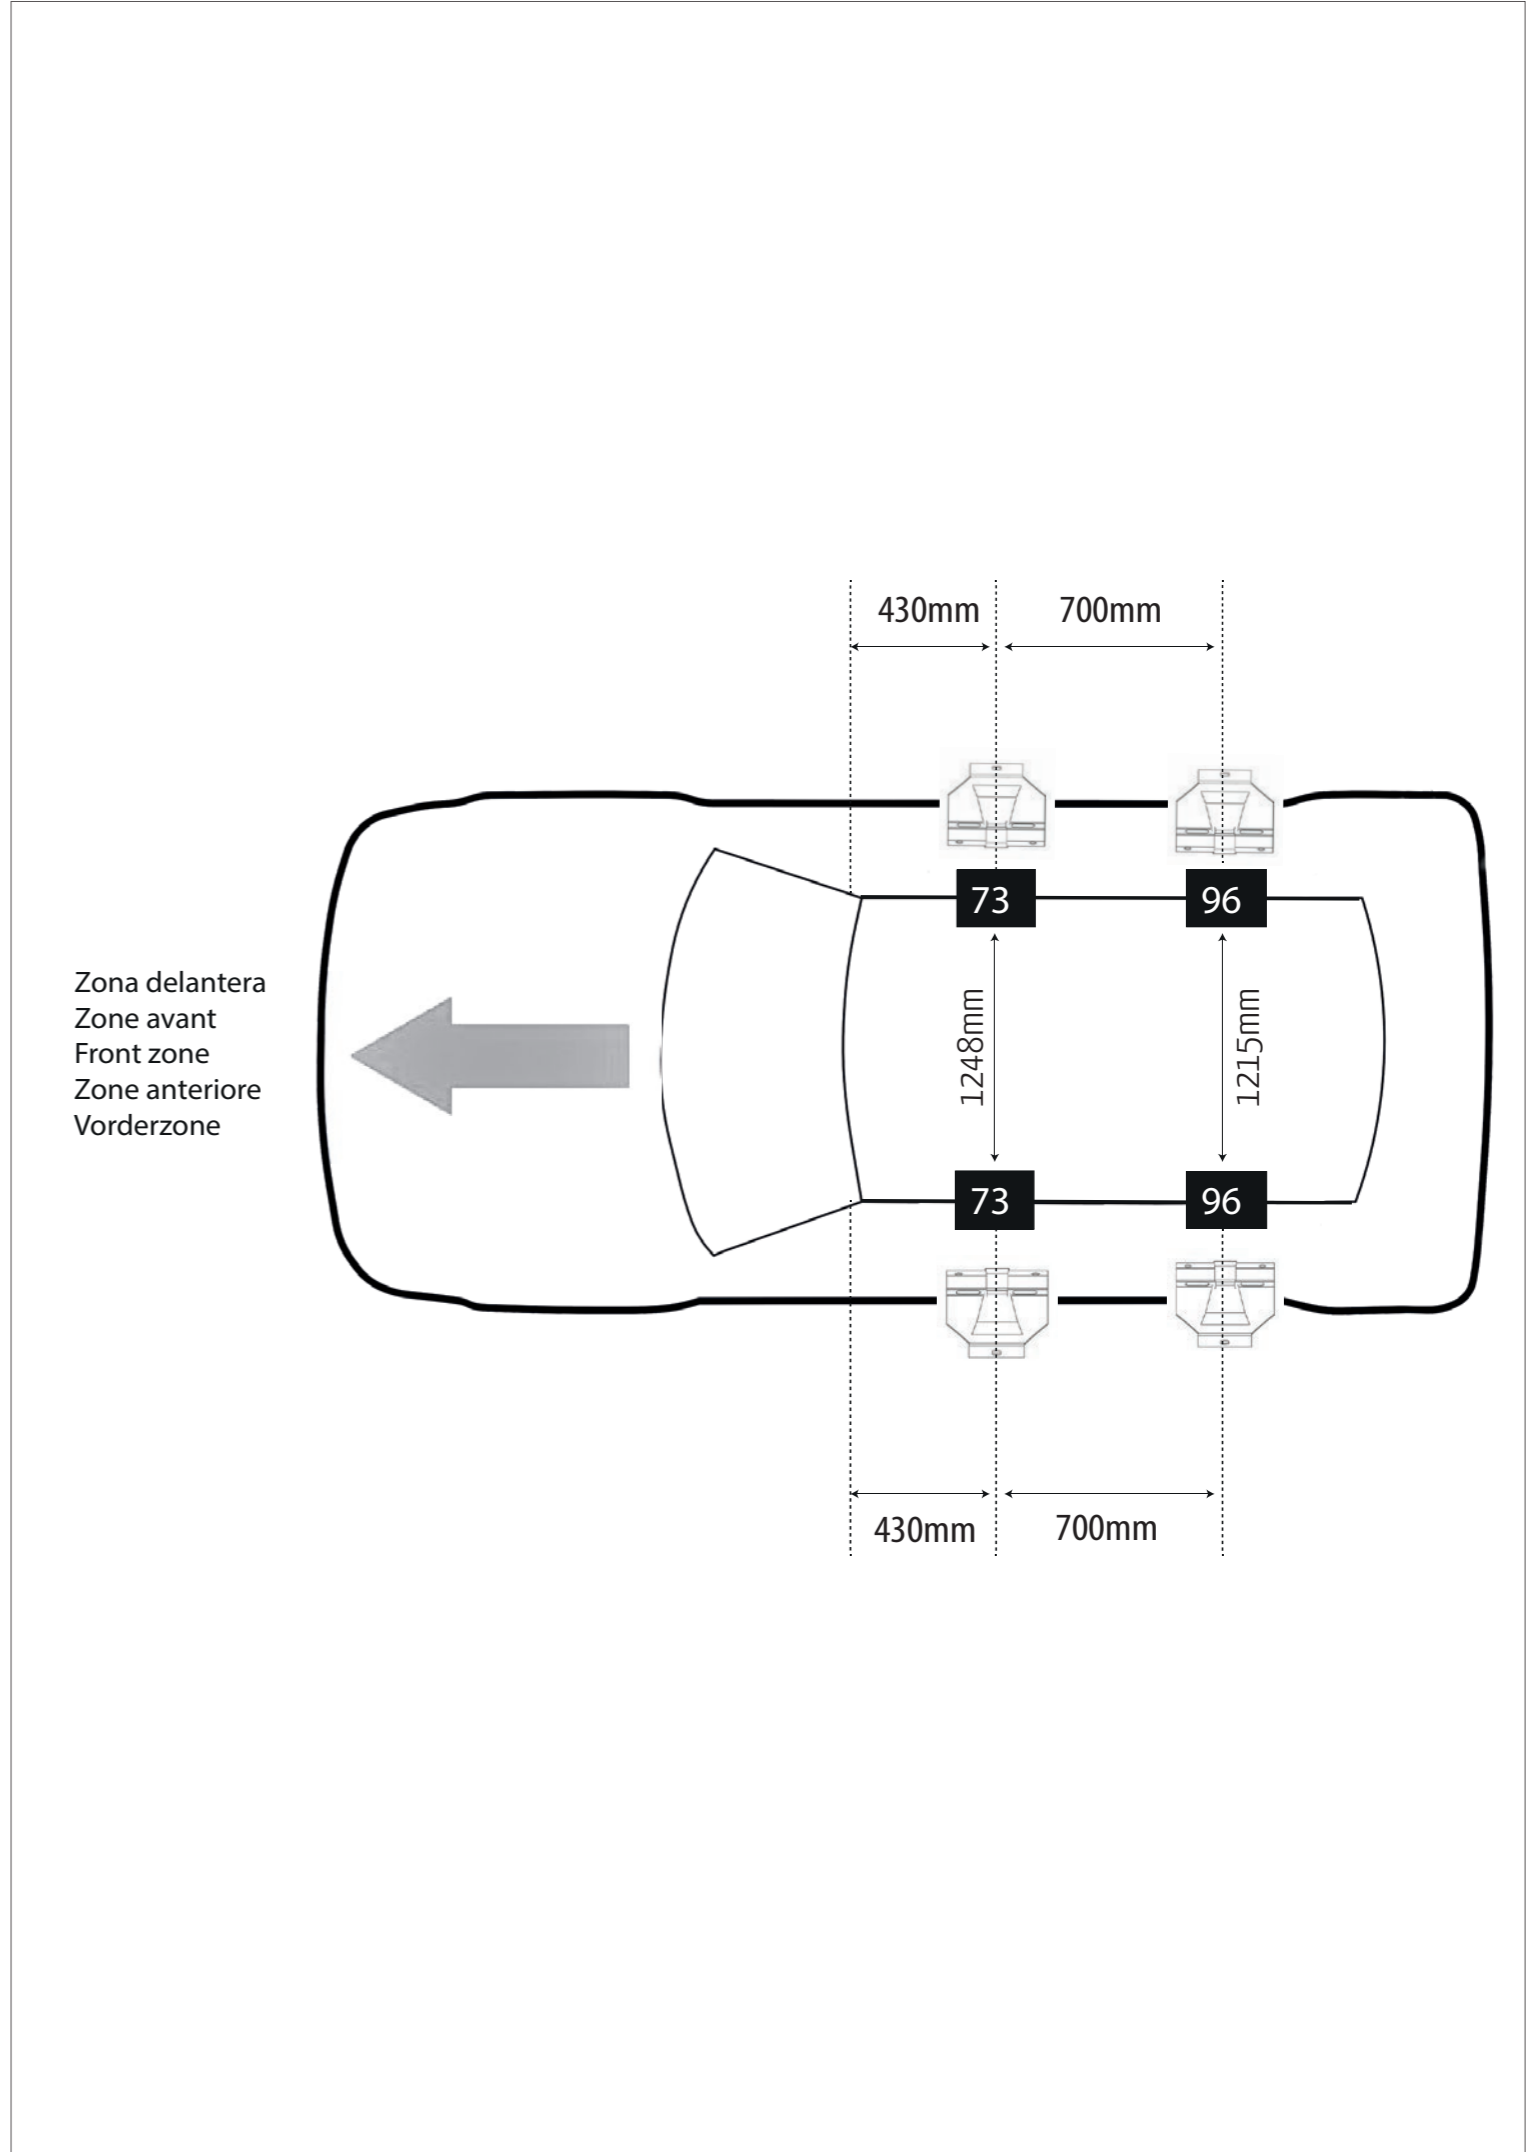 430mm 700mm
73 96
Zona delantera
Zone avant
Front zone
Zone anteriore
Vorderzone
1248mm 1215mm
73 96
430mm 700mm